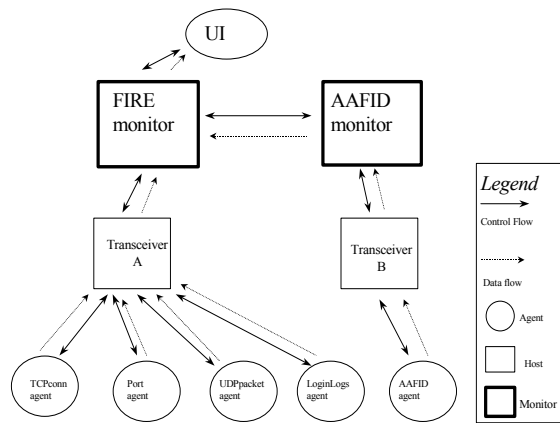 UI
FIRE
monitor
AAFID
monitor
Transceiver
A
Transceiver
B
TCPconn
agent
Port
agent
UDPpacket
agent
LoginLogs
agent
AAFID
agent
Legend
Control Flow
Data flow
Agent
Host
Monitor